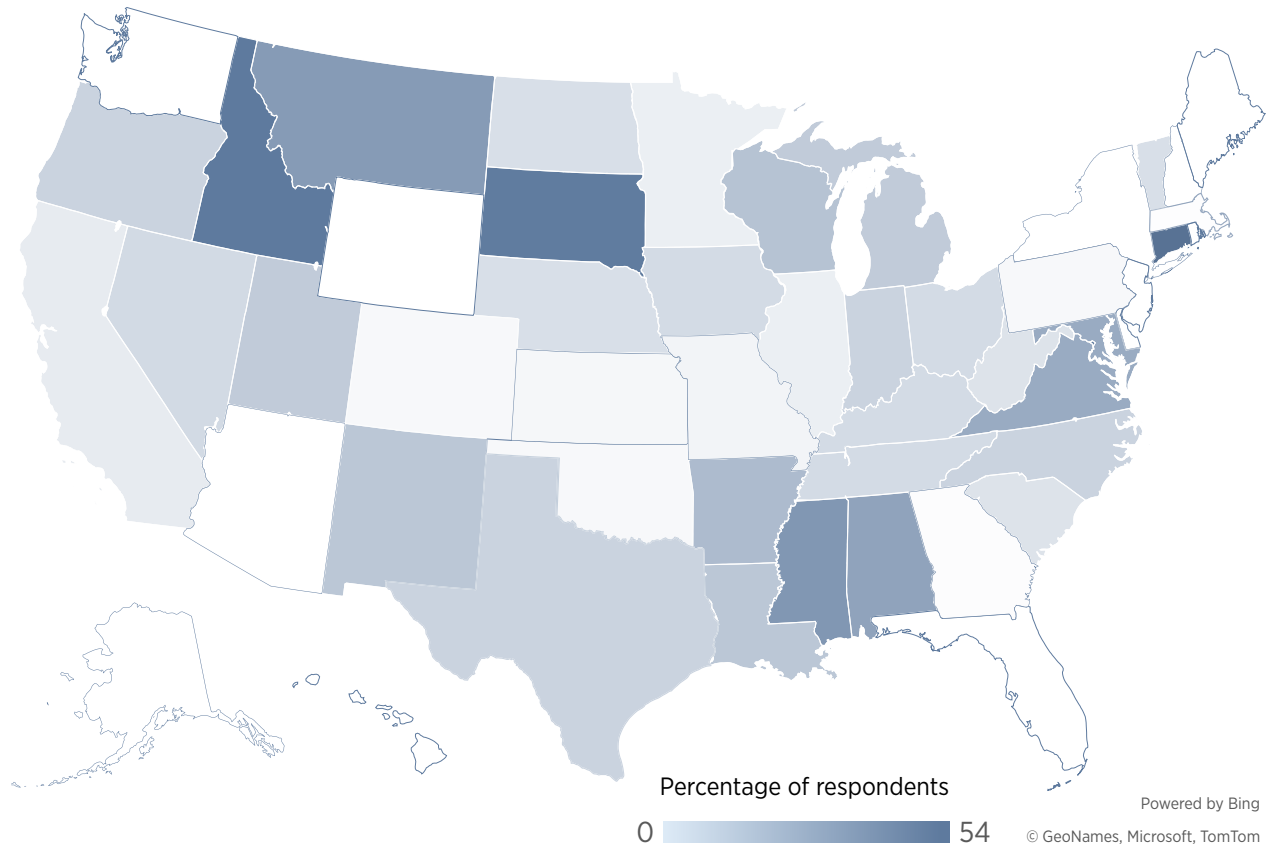 Percentage of respondents
0 54
Powered by Bing
© GeoNames, Microsoft, TomTom